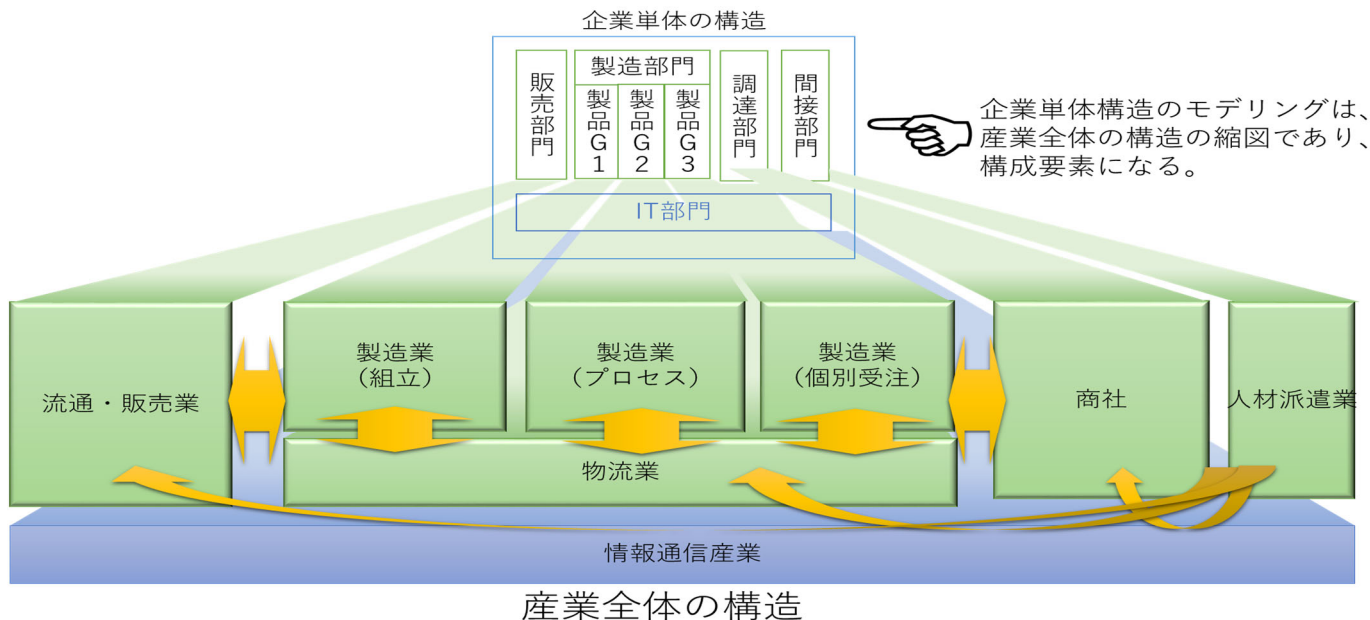 企業単体の構造
販売部門
製造部門
製品G1
製品G2
製品G3
調達部門
間接部門
IT部門
企業単体構造のモデリングは、
産業全体の構造の縮図であり、
構成要素になる。
流通・販売業
製造業
(組立)
製造業
(プロセス)
製造業
(個別受注)
商社
人材派遣業
物流業
情報通信産業
産業全体の構造